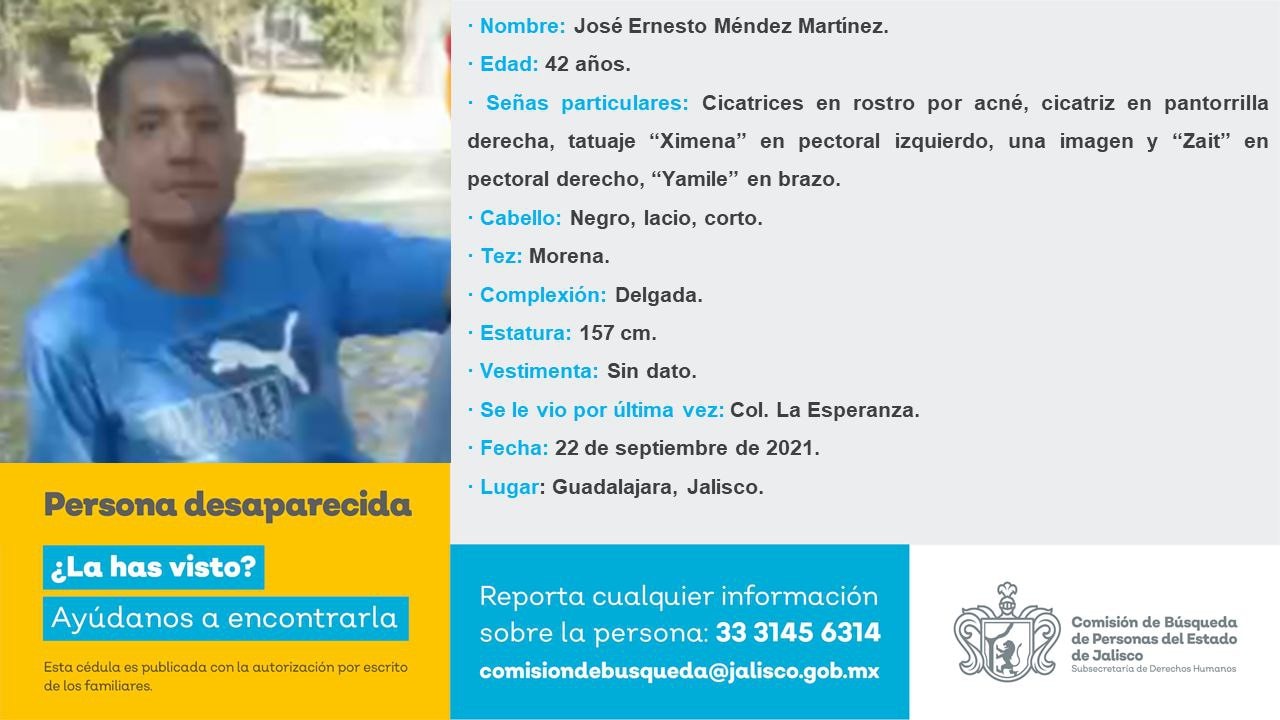 · Nombre: José Ernesto Méndez Martínez.
· Edad: 42 años.
· Señas particulares: Cicatrices en rostro por acné, cicatriz en pantorrilla
derecha, tatuaje “Ximena” en pectoral izquierdo, una imagen y “Zait” en
pectoral derecho, “Yamile” en brazo.
· Cabello: Negro, lacio, corto.
· Tez: Morena.
· Complexión: Delgada.
· Estatura: 157 cm.
· Vestimenta: Sin dato.
· Se le vio por última vez: Col. La Esperanza.
· Fecha: 22 de septiembre de 2021.
· Lugar: Guadalajara, Jalisco.
Persona desaparecida
¿La has visto?
Ayúdanos a encontrarla
Esta cédula es publicada con la autorización por escrito
de los familiares.
Reporta cualquier información
sobre la persona: 33 3145 6314
comisiondebusqueda@jalisco.gob.mx
Comisión de Búsqueda
de Personas del Estado
de Jalisco
Subsecretaría de Derechos Humanos